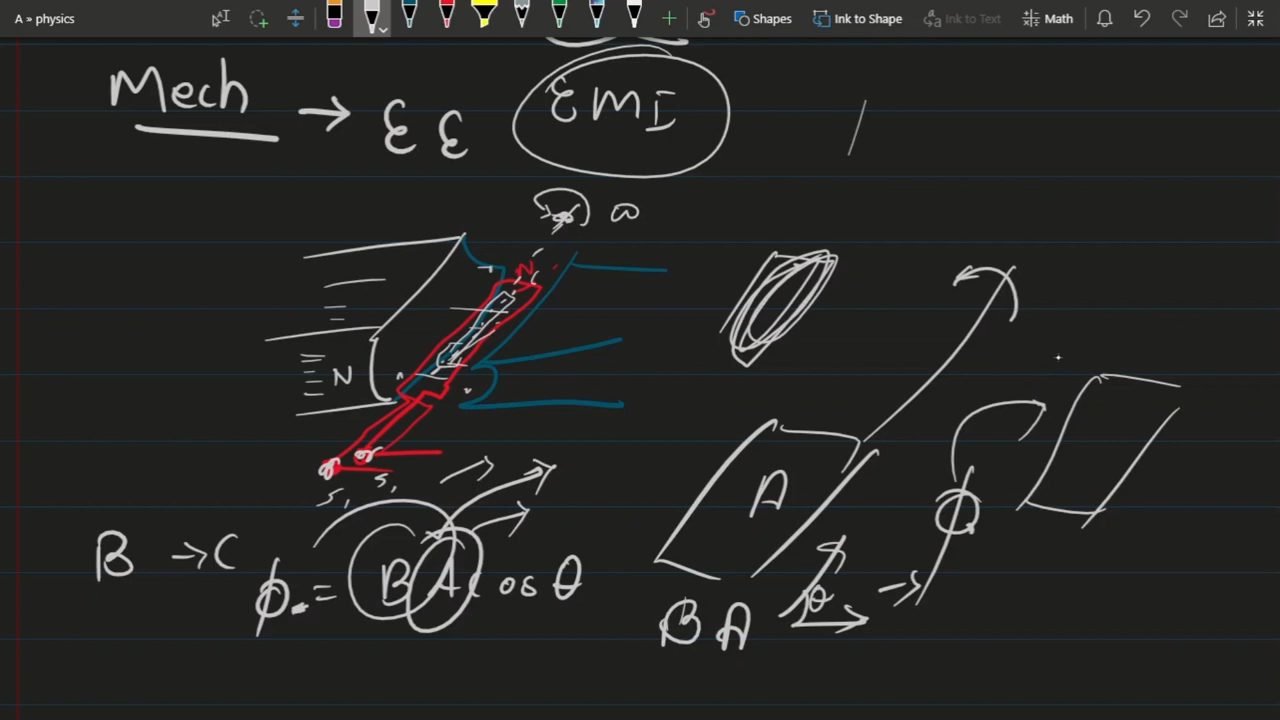 A » physics
Shapes
Ink to Shape
Ink to Text
Math
Mech → EE EMI
ω
N
N
S, S,
A
ϕ
B → C
ϕ = BA cos θ
BA θ →